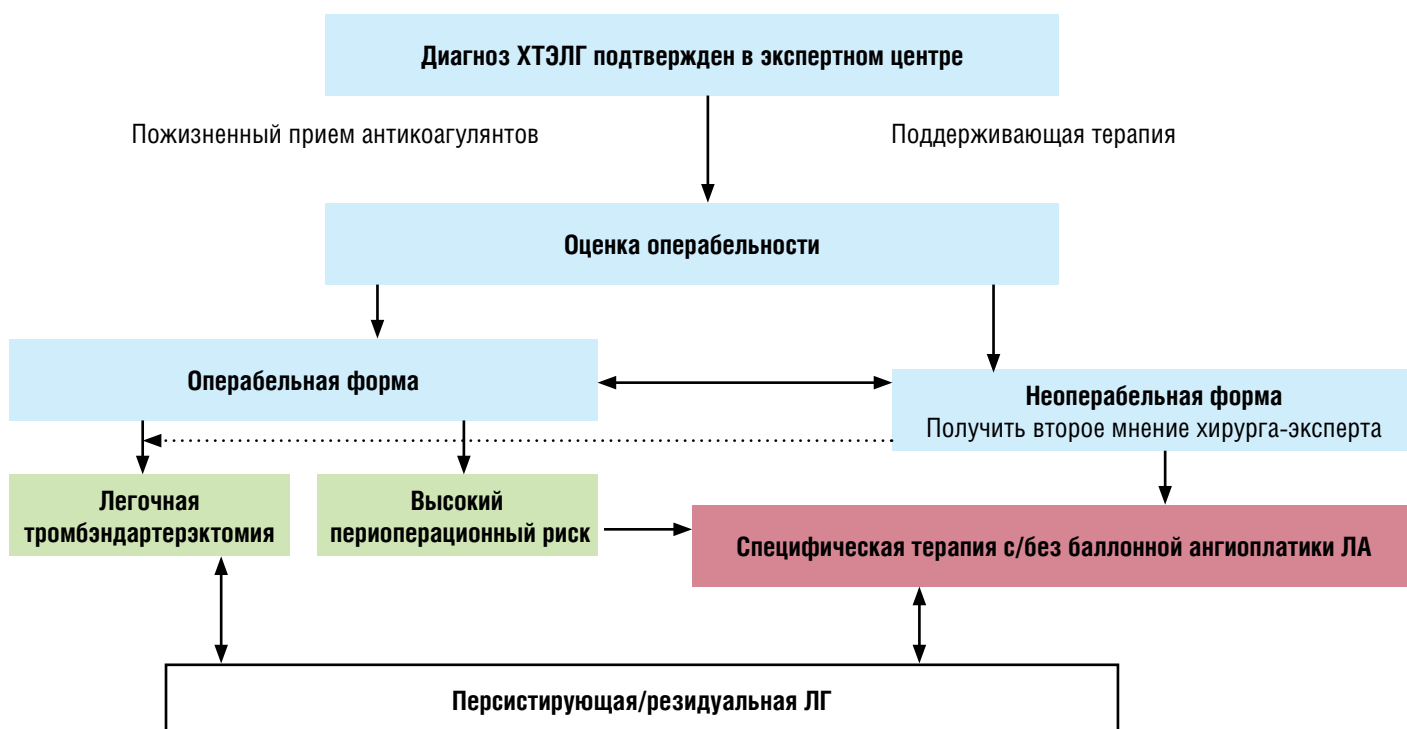 Диагноз ХТЭЛГ подтвержден в экспертном центре
Пожизненный прием антикоагулянтов
Поддерживающая терапия
Оценка операбельности
Операбельная форма
Неоперабельная форма
Получить второе мнение хирурга-эксперта
Легочная
тромбэндартерэктомия
Высокий
периоперационный риск
Специфическая терапия с/без баллонной ангиоплатики ЛА
Персистирующая/резидуальная ЛГ